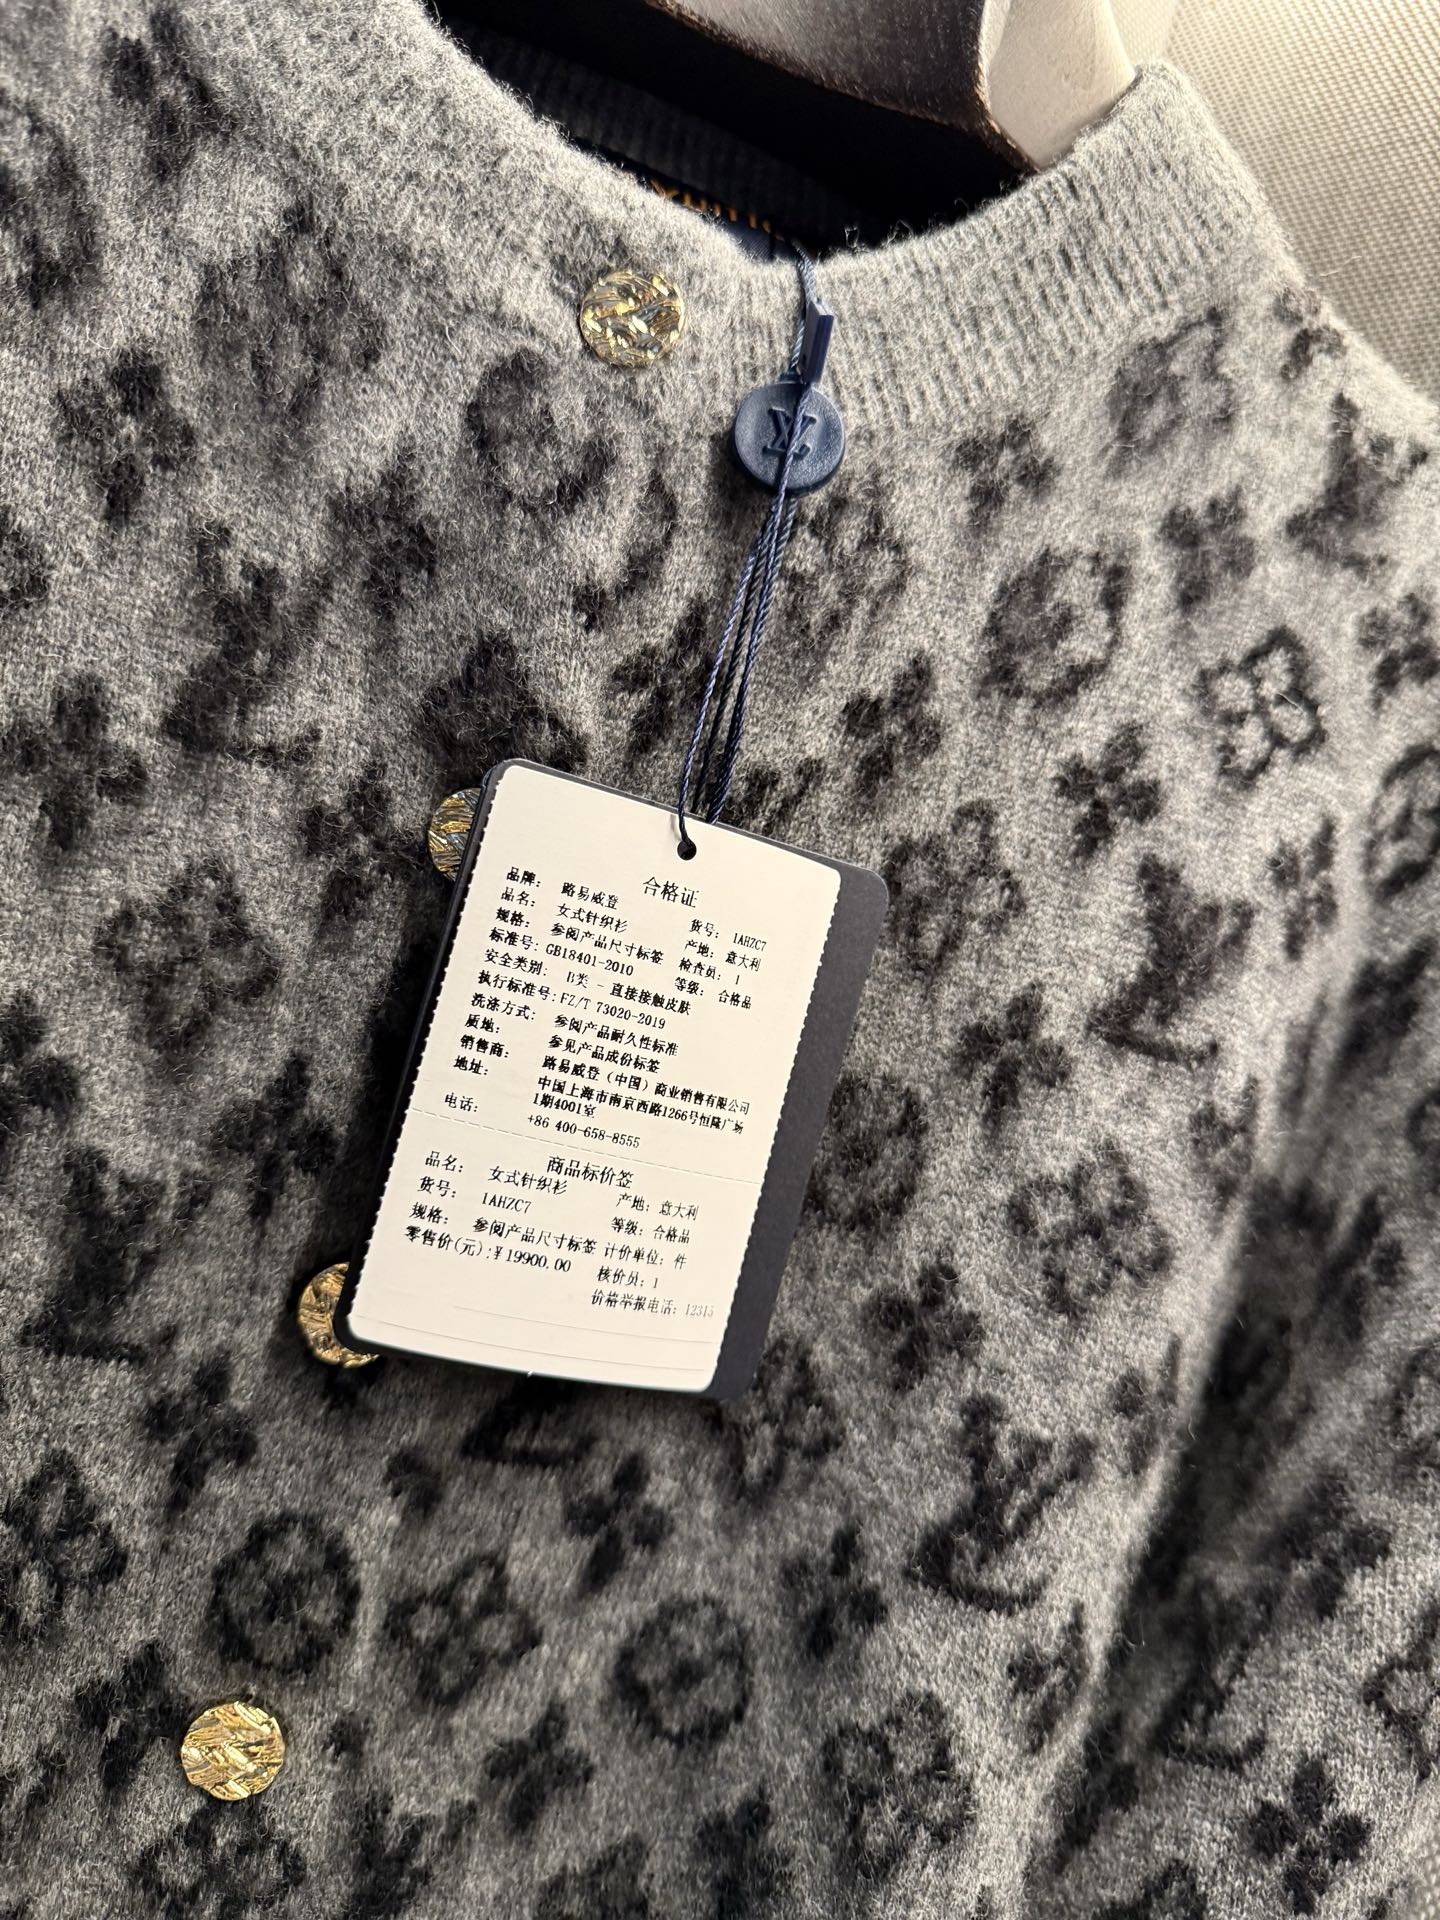 LV
合格证
品牌: 路易威登
品名: 女式针织衫 货号: 1AHZC7
规格: 参阅产品尺寸标签 产地: 意大利
标准号: GB18401-2010 检查员: 1
安全类别: B类 - 直接接触皮肤 等级: 合格品
执行标准号: FZ/T 73020-2019
洗涤方式: 参阅产品耐久性标准
质地: 参见产品成份标签
销售商: 路易威登（中国）商业销售有限公司
地址: 中国上海市南京西路1266号恒隆广场
1期4001室
电话: +86 400-658-8555
商品标价签
品名: 女式针织衫 产地: 意大利
货号: 1AHZC7 等级: 合格品
规格: 参阅产品尺寸标签 计价单位: 件
零售价(元):¥19900.00 核价员: 1
价格举报电话: 12315